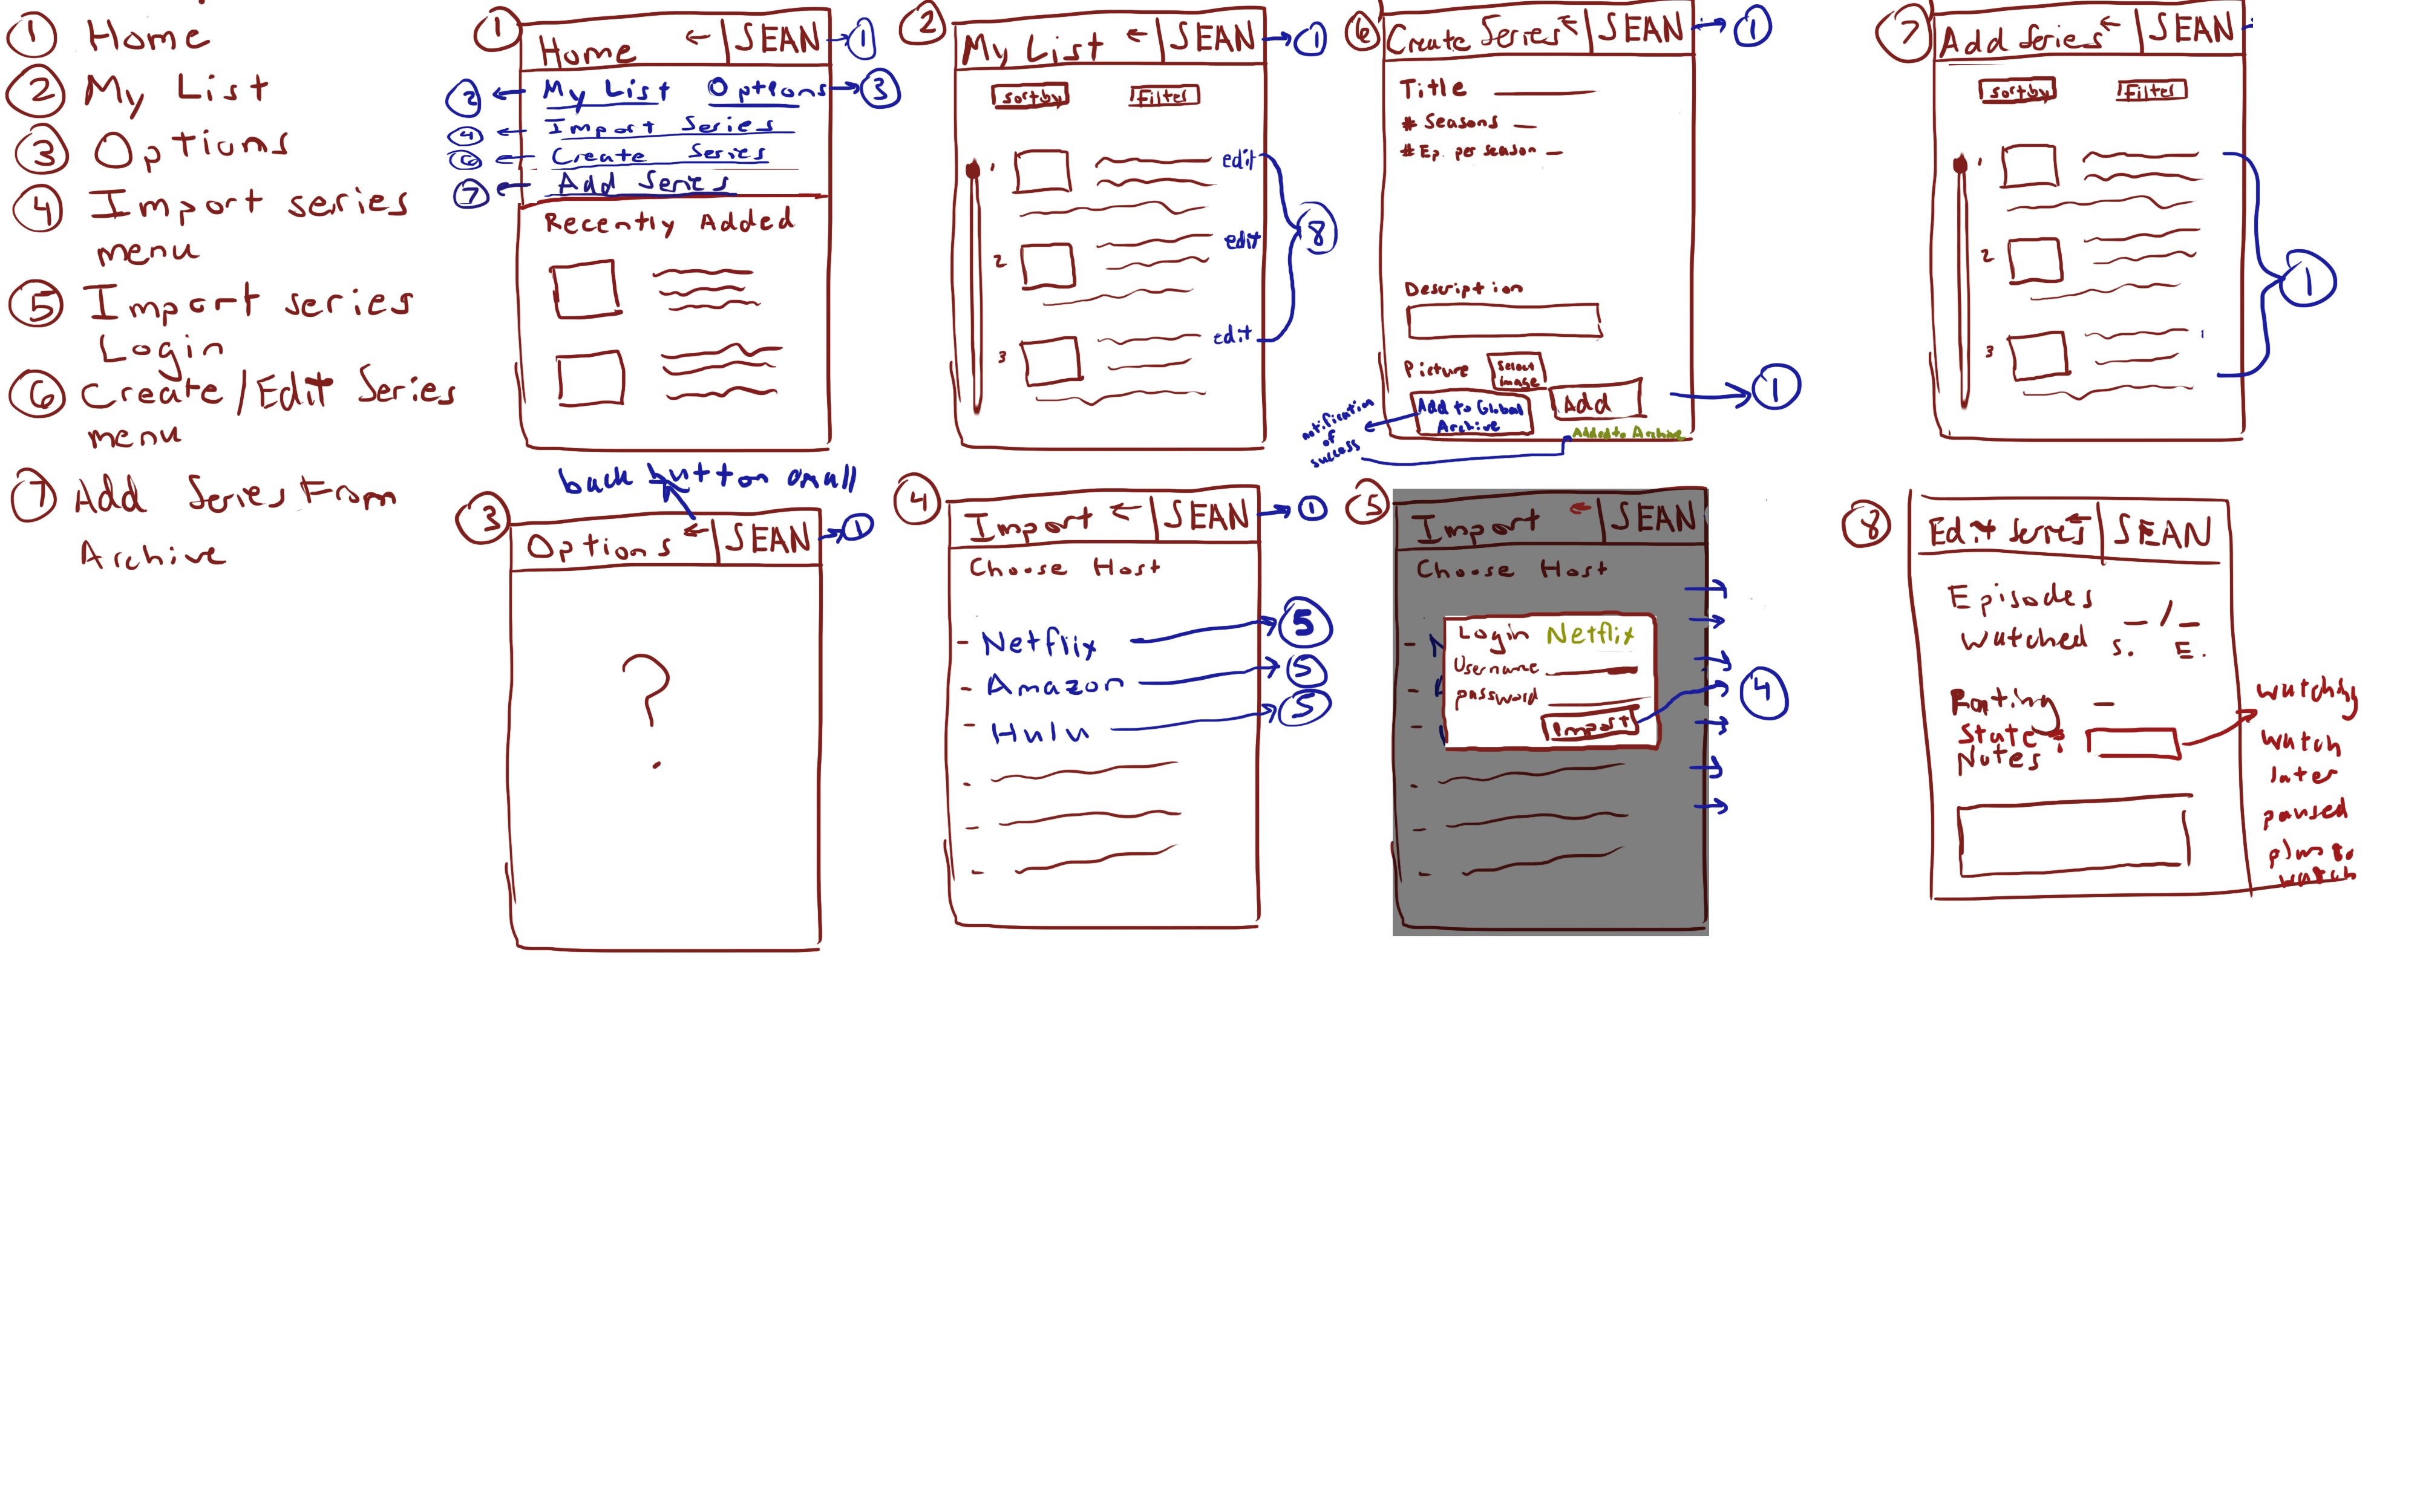 ① Home
② My List
③ Options
④ Import series
menu
⑤ Import series
Login
⑥ Create/Edit Series
menu
⑦ Add Series From
Archive
①
Home ← SEAN → ①
② ← My List Options → ③
④ ← Import Series
⑥ ← Create Series
⑦ ← Add Series
Recently Added
②
My List ← SEAN → ①
sort by Filter
1 edit
2 edit
3 edit
8
⑥
Create Series ← SEAN → ①
Title
# Seasons
# Ep. per season
Description
Picture Select
image
Add to Global
Archive
Add → ①
notification
of
success
Added to Archive
7
Add Series ← SEAN
sort by Filter
1
2
3
①
back button on all
③
Options ← SEAN → ①
?
④
Import ← SEAN → ①
Choose Host
- Netflix → ⑤
- Amazon → ⑤
- Hulu → ⑤
⑤
Import ← SEAN
Choose Host
Login Netflix
Username
password
Import
④
⑧
Edit series ← SEAN
Episodes
watched _ / _
S. E.
Rating
State:
Notes
watching
watch
later
paused
plan to
watch